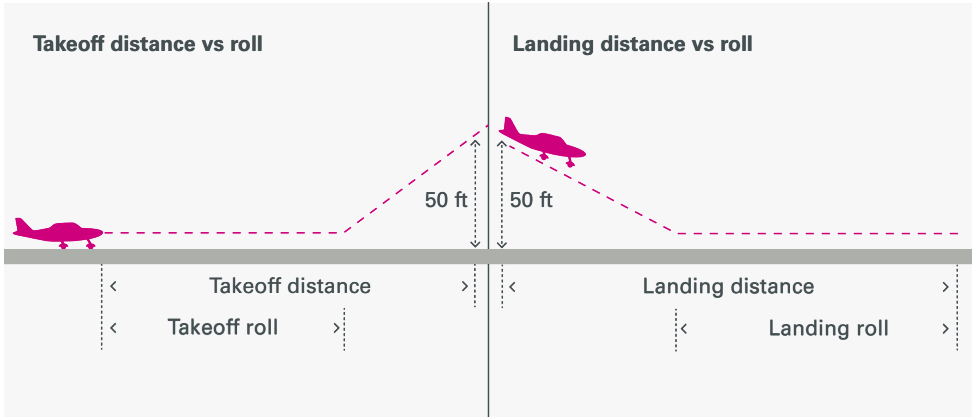 Takeoff distance vs roll
50 ft
Takeoff distance
Takeoff roll
Landing distance vs roll
50 ft
Landing distance
Landing roll